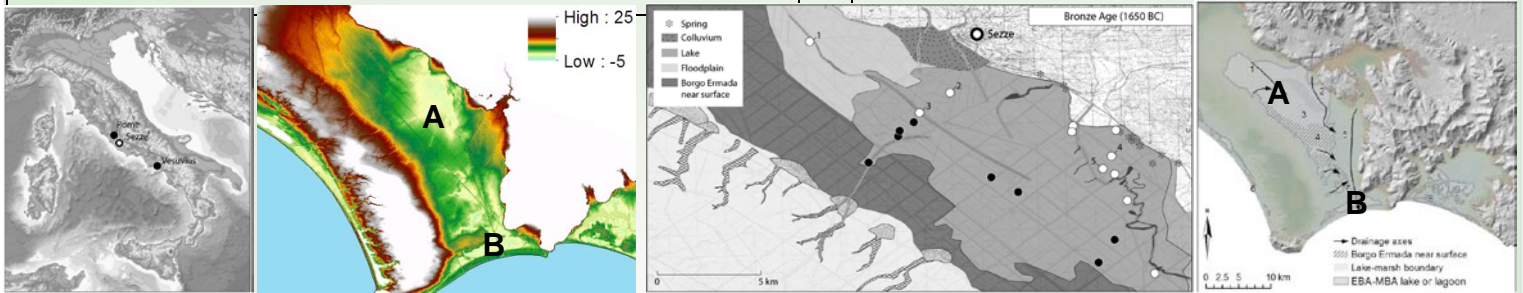 Rome
Sezze
Vesuvius
High : 25
Low : -5
A
B
Spring
Colluvium
Lake
Floodplain
Borgo Ermada
near surface
Bronze Age (1650 BC)
Sezze
1
2
3
4
5
0
5 km
A
B
1
2
3
4
5
6
N
Drainage axes
Borgo Ermada near surface
Lake-marsh boundary
EBA-MBA lake or lagoon
0 2.5 5 10 km